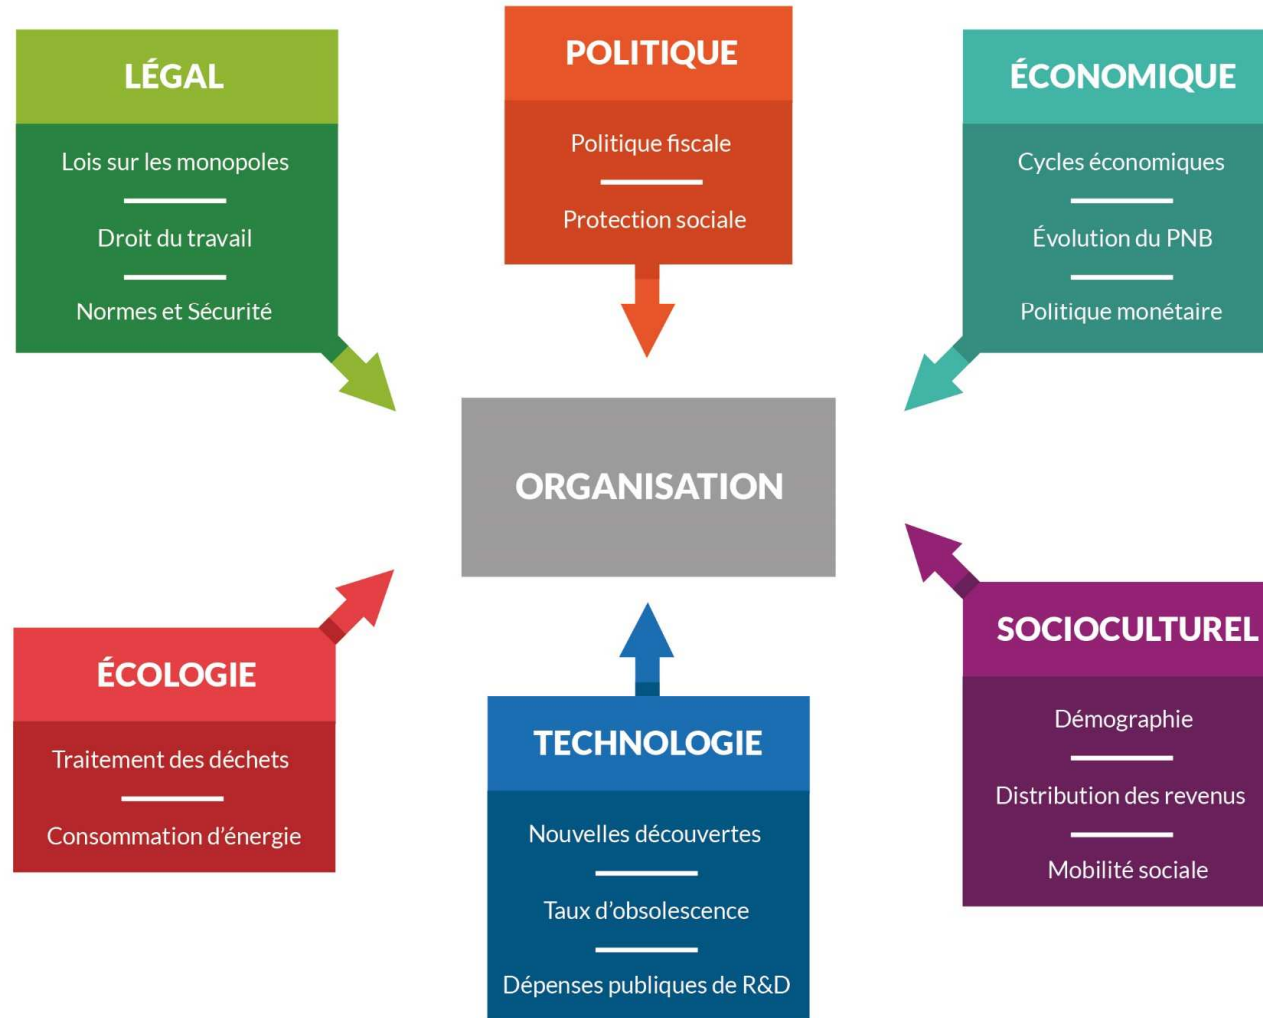 LÉGAL
Lois sur les monopoles
Droit du travail
Normes et Sécurité
POLITIQUE
Politique fiscale
Protection sociale
ÉCONOMIQUE
Cycles économiques
Évolution du PNB
Politique monétaire
ORGANISATION
ÉCOLOGIE
Traitement des déchets
Consommation d’énergie
TECHNOLOGIE
Nouvelles découvertes
Taux d’obsolescence
Dépenses publiques de R&D
SOCIOCULTUREL
Démographie
Distribution des revenus
Mobilité sociale